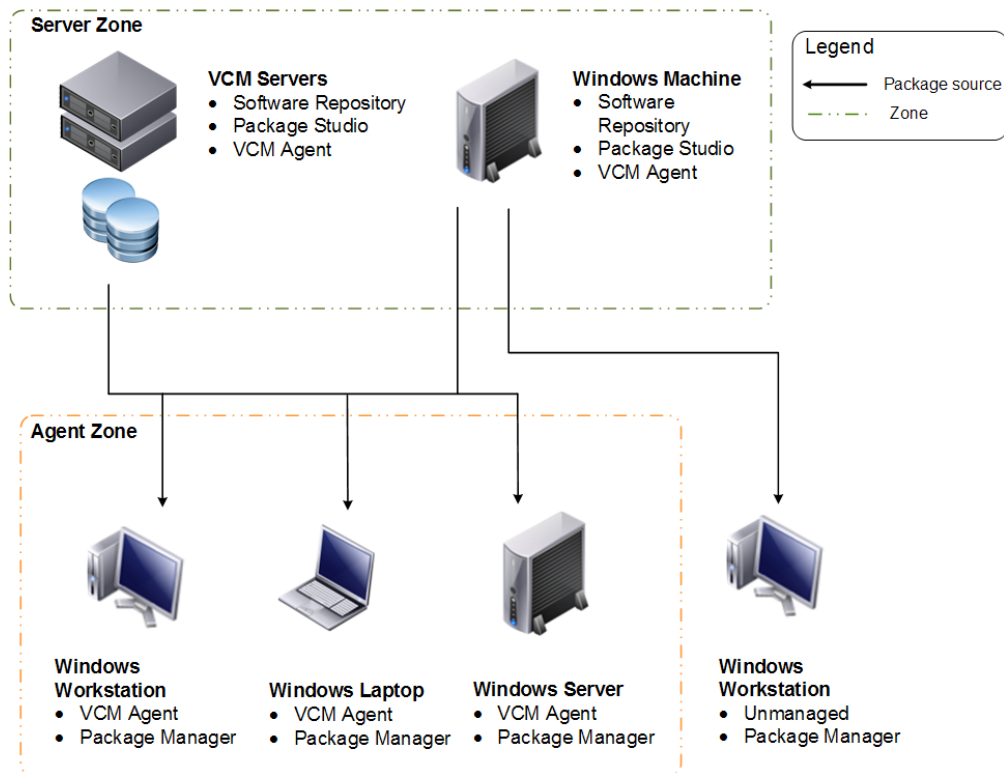 Server Zone
VCM Servers
• Software Repository
• Package Studio
• VCM Agent
Windows Machine
• Software
Repository
• Package Studio
• VCM Agent
Legend
Package source
Zone
Agent Zone
Windows
Workstation
• VCM Agent
• Package Manager
Windows Laptop
• VCM Agent
• Package Manager
Windows Server
• VCM Agent
• Package Manager
Windows
Workstation
• Unmanaged
• Package Manager